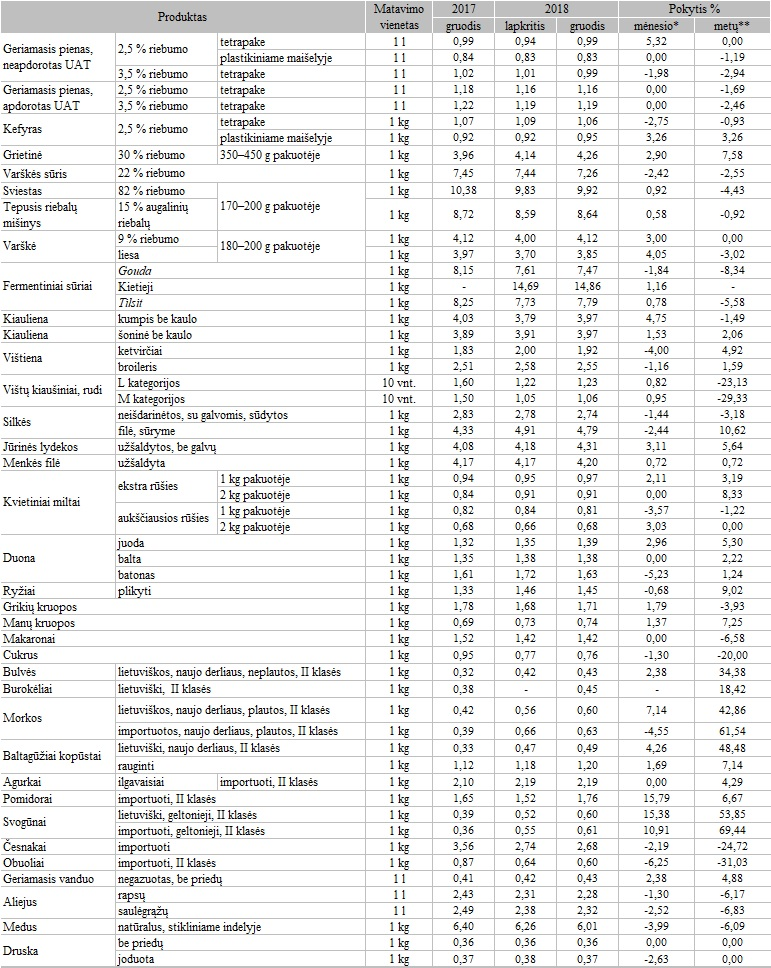 Produktas Matavimo vienetas 2017 2018 Pokytis %
gruodis lapkritis gruodis mėnesio* metų**
Geriamasis pienas, neapdorotas UAT 2,5 % riebumo tetrapake 1 l 0,99 0,94 0,99 5,32 0,00
plastikiniame maišelyje 1 l 0,84 0,83 0,83 0,00 -1,19
3,5 % riebumo tetrapake 1 l 1,02 1,01 0,99 -1,98 -2,94
Geriamasis pienas, apdorotas UAT 2,5 % riebumo tetrapake 1 l 1,18 1,16 1,16 0,00 -1,69
3,5 % riebumo tetrapake 1 l 1,22 1,19 1,19 0,00 -2,46
Kefyras 2,5 % riebumo tetrapake 1 kg 1,07 1,09 1,06 -2,75 -0,93
plastikiniame maišelyje 1 kg 0,92 0,92 0,95 3,26 3,26
Grietinė 30 % riebumo 350–450 g pakuotėje 1 kg 3,96 4,14 4,26 2,90 7,58
Varškės sūris 22 % riebumo 1 kg 7,45 7,44 7,26 -2,42 -2,55
Sviestas 82 % riebumo 170–200 g pakuotėje 1 kg 10,38 9,83 9,92 0,92 -4,43
Tepusis riebalų mišinys 15 % augalinių riebalų 1 kg 8,72 8,59 8,64 0,58 -0,92
Varškė 9 % riebumo 180–200 g pakuotėje 1 kg 4,12 4,00 4,12 3,00 0,00
liesa 1 kg 3,97 3,70 3,85 4,05 -3,02
Fermentiniai sūriai Gouda 1 kg 8,15 7,61 7,47 -1,84 -8,34
Kietieji 1 kg - 14,69 14,86 1,16 -
Tilsit 1 kg 8,25 7,73 7,79 0,78 -5,58
Kiauliena kumpis be kaulo 1 kg 4,03 3,79 3,97 4,75 -1,49
Kiauliena šoninė be kaulo 1 kg 3,89 3,91 3,97 1,53 2,06
Vištiena ketvirčiai 1 kg 1,83 2,00 1,92 -4,00 4,92
broileris 1 kg 2,51 2,58 2,55 -1,16 1,59
Vištų kiaušiniai, rudi L kategorijos 10 vnt. 1,60 1,22 1,23 0,82 -23,13
M kategorijos 10 vnt. 1,50 1,05 1,06 0,95 -29,33
Silkės neišdarinėtos, su galvomis, sūdytos 1 kg 2,83 2,78 2,74 -1,44 -3,18
filė, sūryme 1 kg 4,33 4,91 4,79 -2,44 10,62
Jūrinės lydekos užšaldytos, be galvų 1 kg 4,08 4,18 4,31 3,11 5,64
Menkės filė užšaldyta 1 kg 4,17 4,17 4,20 0,72 0,72
Kvietiniai miltai ekstra rūšies 1 kg pakuotėje 1 kg 0,94 0,95 0,97 2,11 3,19
2 kg pakuotėje 1 kg 0,84 0,91 0,91 0,00 8,33
aukščiausios rūšies 1 kg pakuotėje 1 kg 0,82 0,84 0,81 -3,57 -1,22
2 kg pakuotėje 1 kg 0,68 0,66 0,68 3,03 0,00
Duona juoda 1 kg 1,32 1,35 1,39 2,96 5,30
balta 1 kg 1,35 1,38 1,38 0,00 2,22
batonas 1 kg 1,61 1,72 1,63 -5,23 1,24
Ryžiai plikyti 1 kg 1,33 1,46 1,45 -0,68 9,02
Grikių kruopos 1 kg 1,78 1,68 1,71 1,79 -3,93
Manų kruopos 1 kg 0,69 0,73 0,74 1,37 7,25
Makaronai 1 kg 1,52 1,42 1,42 0,00 -6,58
Cukrus 1 kg 0,95 0,77 0,76 -1,30 -20,00
Bulvės lietuviškos, naujo derliaus, neplautos, II klasės 1 kg 0,32 0,42 0,43 2,38 34,38
Burokėliai lietuviški, II klasės 1 kg 0,38 - 0,45 - 18,42
Morkos lietuviškos, naujo derliaus, plautos, II klasės 1 kg 0,42 0,56 0,60 7,14 42,86
importuotos, naujo derliaus, plautos, II klasės 1 kg 0,39 0,66 0,63 -4,55 61,54
Baltagūžiai kopūstai lietuviški, naujo derliaus, II klasės 1 kg 0,33 0,47 0,49 4,26 48,48
rauginti 1 kg 1,12 1,18 1,20 1,69 7,14
Agurkai ilgavaisiai importuoti, II klasės 1 kg 2,10 2,19 2,19 0,00 4,29
Pomidorai importuoti, II klasės 1 kg 1,65 1,52 1,76 15,79 6,67
Svogūnai lietuviški, geltonieji, II klasės 1 kg 0,39 0,52 0,60 15,38 53,85
importuoti, geltonieji, II klasės 1 kg 0,36 0,55 0,61 10,91 69,44
Česnakai importuoti 1 kg 3,56 2,74 2,68 -2,19 -24,72
Obuoliai importuoti, II klasės 1 kg 0,87 0,64 0,60 -6,25 -31,03
Geriamasis vanduo negazuotas, be priedų 1 l 0,41 0,42 0,43 2,38 4,88
Aliejus rapsų 1 l 2,43 2,31 2,28 -1,30 -6,17
saulėgrąžų 1 l 2,49 2,38 2,32 -2,52 -6,83
Medus natūralus, stikliniame indelyje 1 kg 6,40 6,26 6,01 -3,99 -6,09
Druska be priedų 1 kg 0,36 0,36 0,36 0,00 0,00
joduota 1 kg 0,37 0,38 0,37 -2,63 0,00